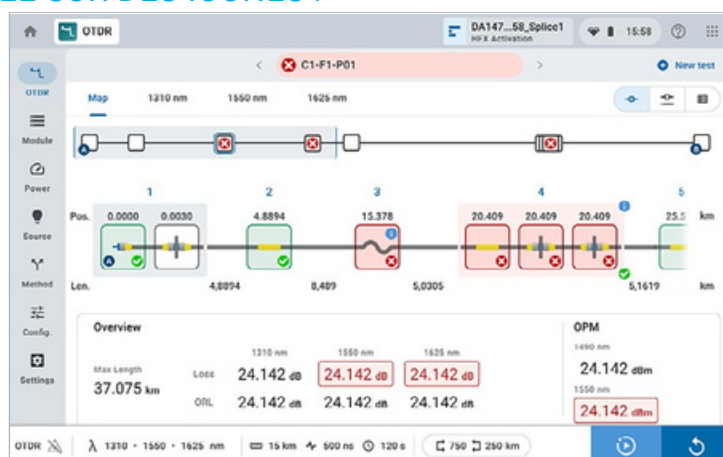 OTDR
DA147...58_Splice1
HFX Activation
15:58
C1-F1-P01
New test
OTDR
Map 1310 nm 1550 nm 1625 nm
Module
A
B
Power
1 2 3 4 5
Pos. 0.0000 0.0030 4.8894 15.378 20.409 20.409 20.409 25.5 km
Source
A
Method
Len. 4,8894 8,489 5,0305 5,1619 km
Config.
Overview
OPM
1310 nm 1550 nm 1625 nm
1490 nm
Settings
Max Length
Loss 24.142 dB 24.142 dB 24.142 dB
24.142 dBm
37.075 km
1550 nm
ORL 24.142 dB 24.142 dB 24.142 dB
24.142 dBm
OTDR λ 1310 · 1550 · 1625 nm 15 km 500 ns 120 s 750 250 km